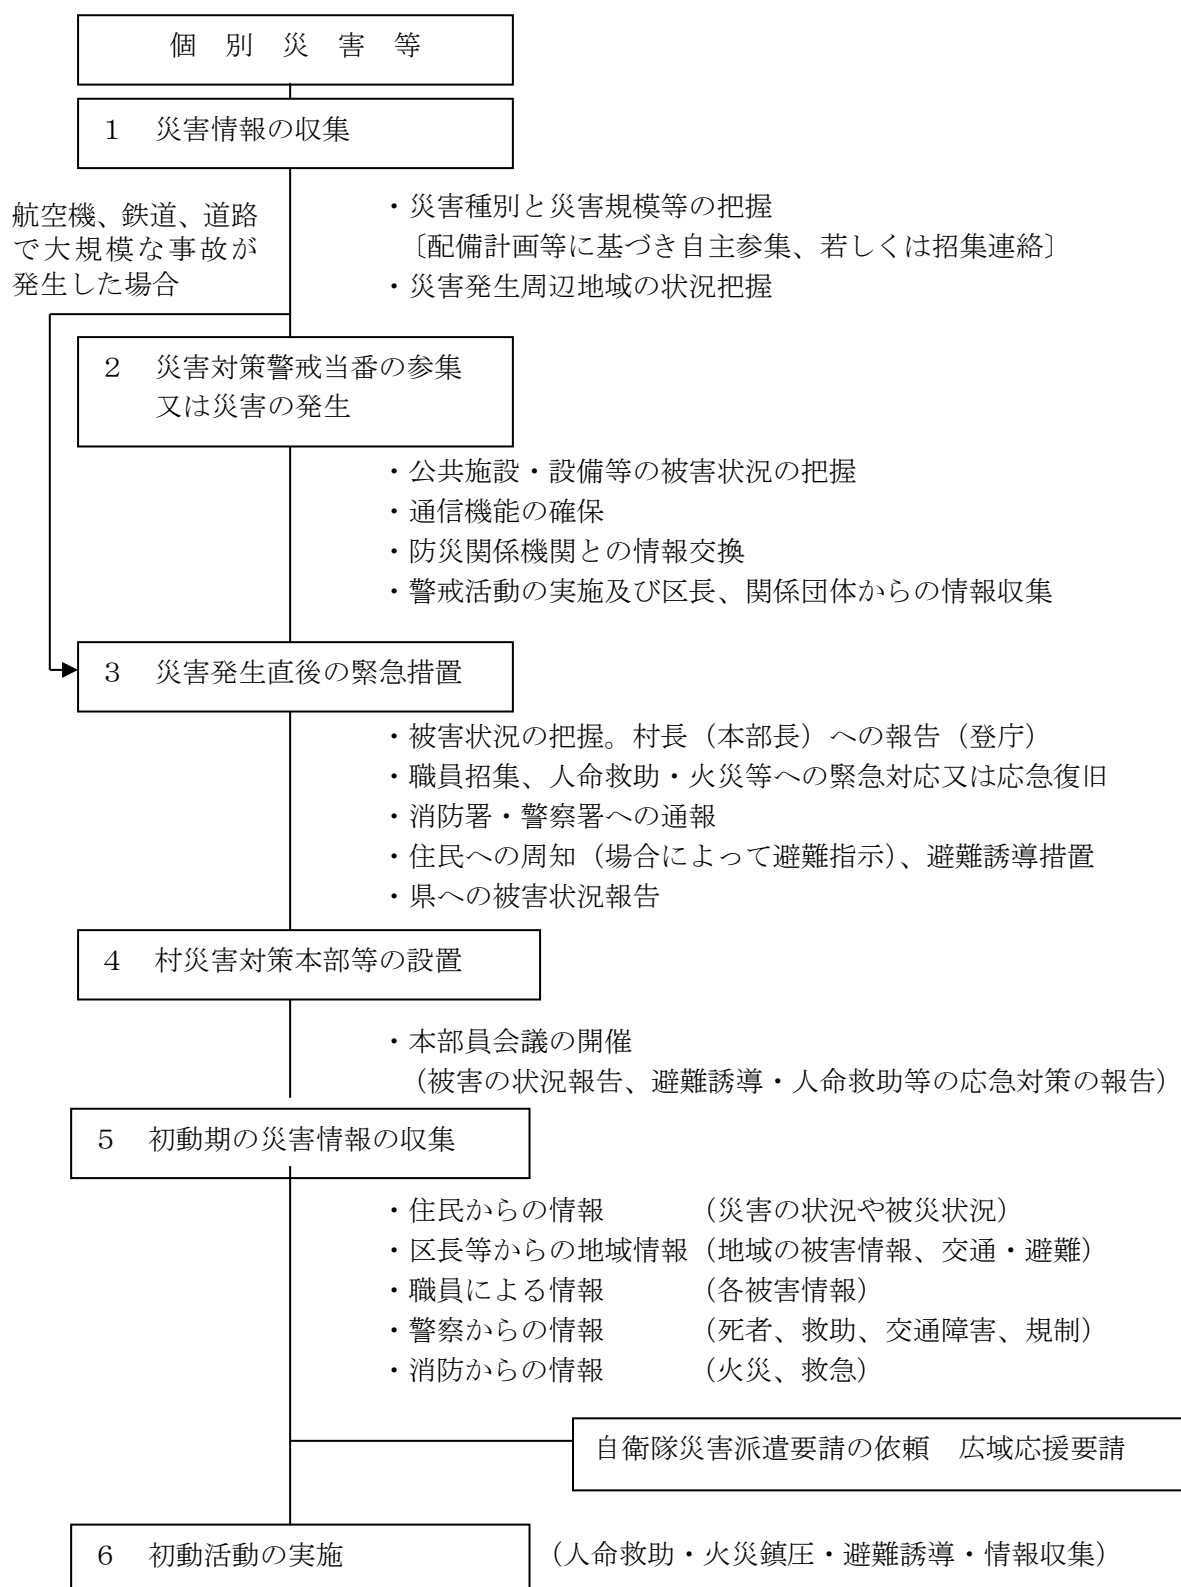 個　別　災　害　等
１　災害情報の収集
航空機、鉄道、道路
で大規模な事故が
発生した場合
・災害種別と災害規模等の把握
〔配備計画等に基づき自主参集、若しくは招集連絡〕
・災害発生周辺地域の状況把握
２　災害対策警戒当番の参集
又は災害の発生
・公共施設・設備等の被害状況の把握
・通信機能の確保
・防災関係機関との情報交換
・警戒活動の実施及び区長、関係団体からの情報収集
３　災害発生直後の緊急措置
・被害状況の把握。村長（本部長）への報告（登庁）
・職員招集、人命救助・火災等への緊急対応又は応急復旧
・消防署・警察署への通報
・住民への周知（場合によって避難指示）、避難誘導措置
・県への被害状況報告
４　村災害対策本部等の設置
・本部員会議の開催
（被害の状況報告、避難誘導・人命救助等の応急対策の報告）
５　初動期の災害情報の収集
・住民からの情報　　　（災害の状況や被災状況）
・区長等からの地域情報（地域の被害情報、交通・避難）
・職員による情報　　　（各被害情報）
・警察からの情報　　　（死者、救助、交通障害、規制）
・消防からの情報　　　（火災、救急）
自衛隊災害派遣要請の依頼　広域応援要請
６　初動活動の実施　　　　　（人命救助・火災鎮圧・避難誘導・情報収集）